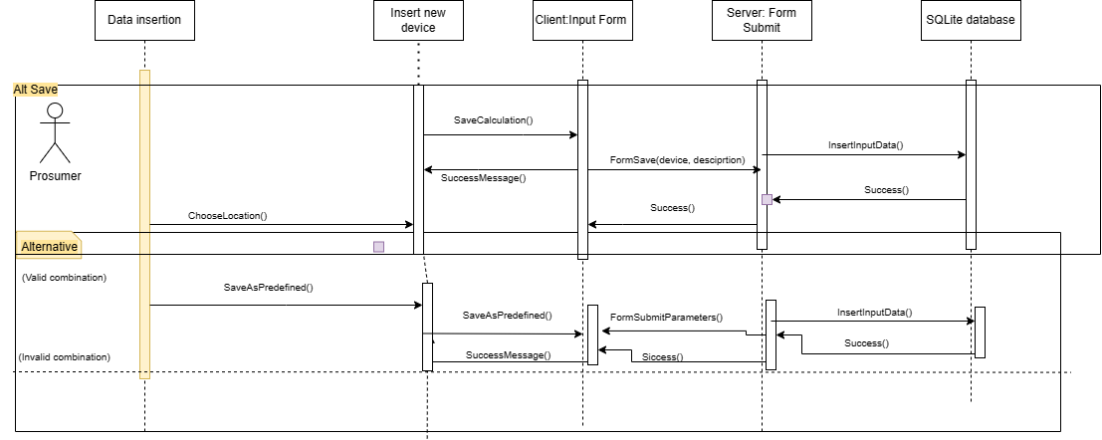 Data insertion
Insert new
device
Client:Input Form
Server: Form
Submit
SQLite database
Alt Save
SaveCalculation()
InsertInputData()
FormSave(device, desciprtion)
Prosumer
SuccessMessage()
Success()
ChooseLocation()
Success()
Alternative
(Valid combination)
SaveAsPredefined()
SaveAsPredefined()
FormSubmitParameters()
InsertInputData()
Success()
(Invalid combination)
SuccessMessage()
Siccess()